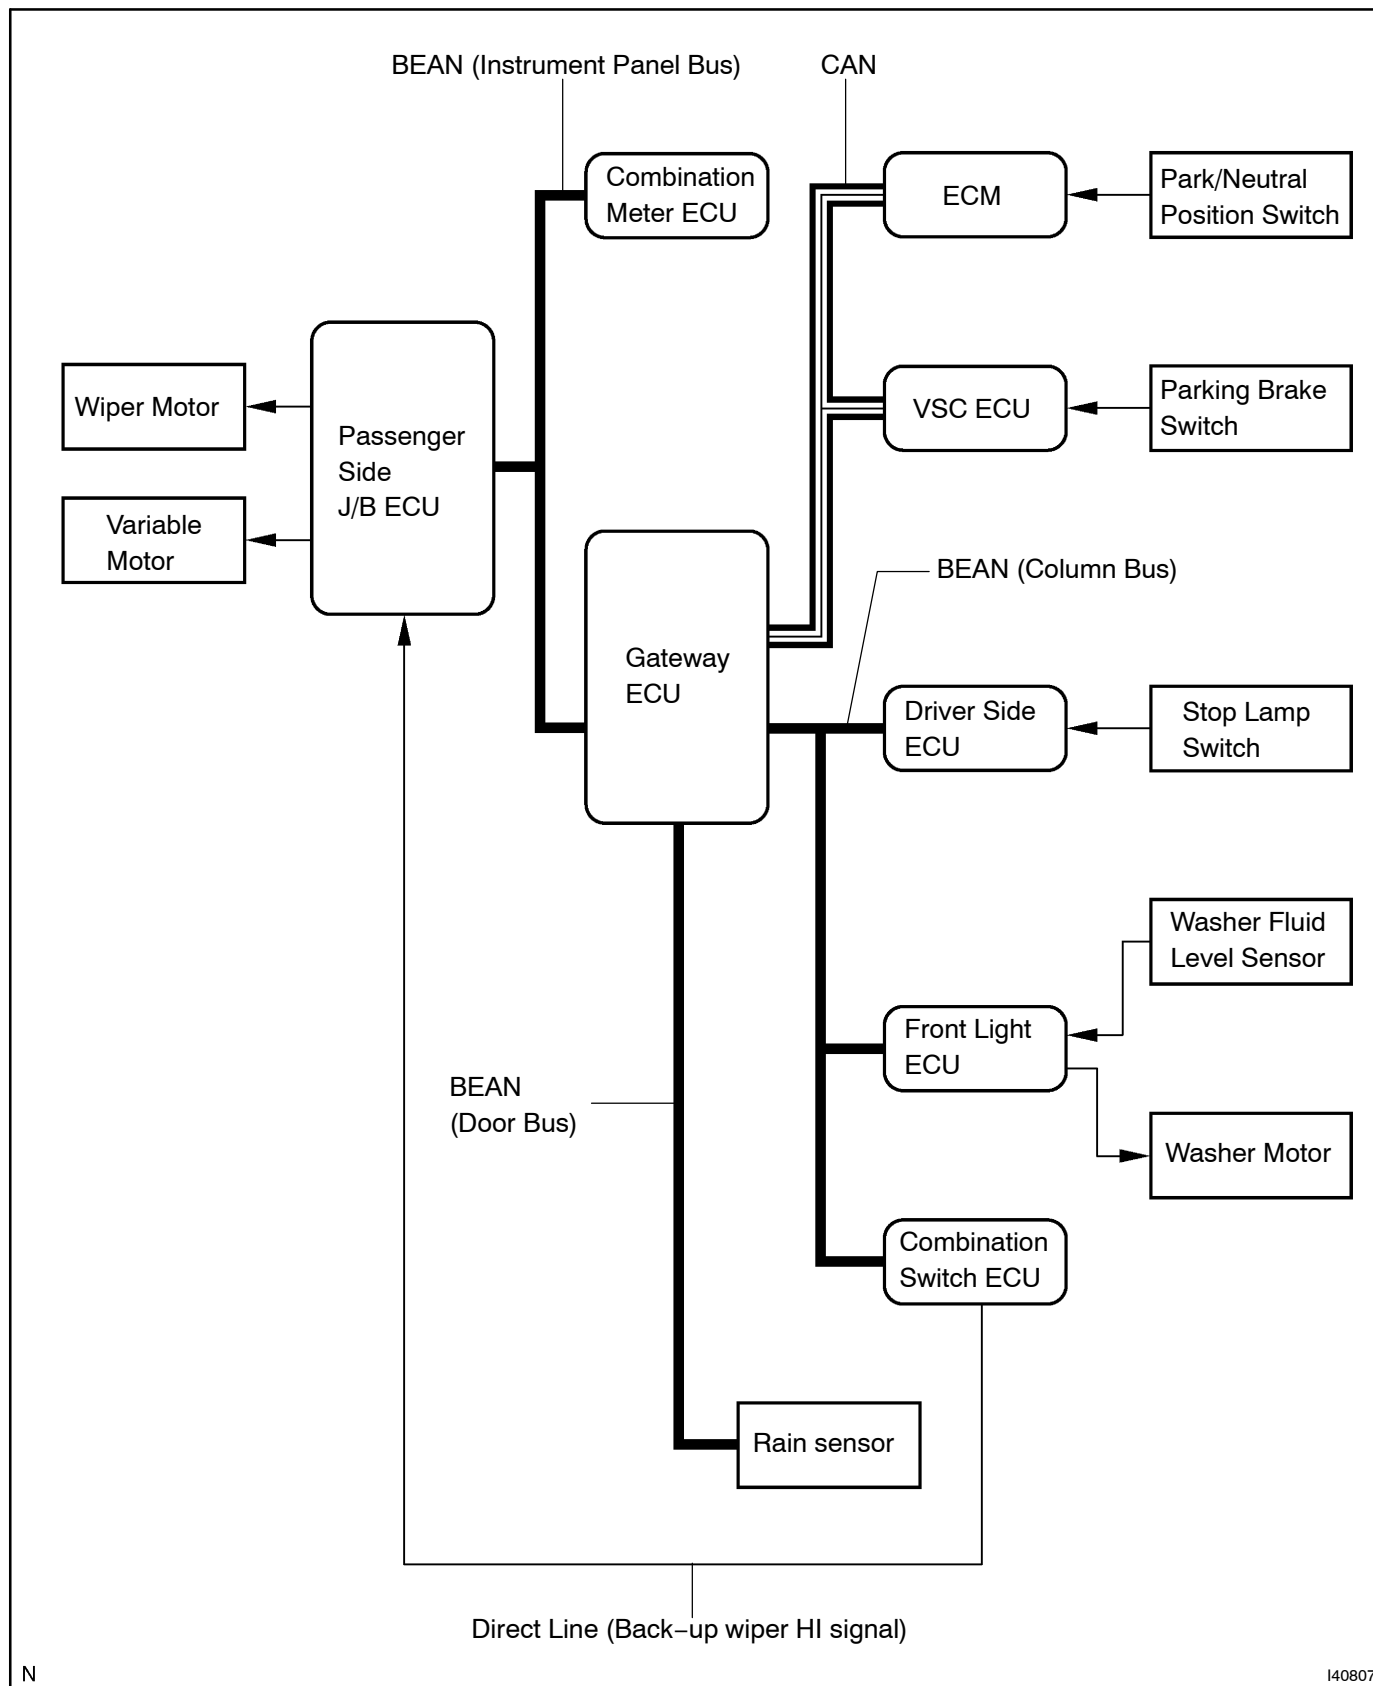 BEAN (Instrument Panel Bus)
CAN
Combination
Meter ECU
ECM
Park/Neutral
Position Switch
Wiper Motor
Variable
Motor
Passenger
Side
J/B ECU
VSC ECU
Parking Brake
Switch
BEAN (Column Bus)
Gateway
ECU
Driver Side
ECU
Stop Lamp
Switch
Washer Fluid
Level Sensor
Front Light
ECU
BEAN
(Door Bus)
Washer Motor
Combination
Switch ECU
Rain sensor
Direct Line (Back−up wiper HI signal)
N
I40807